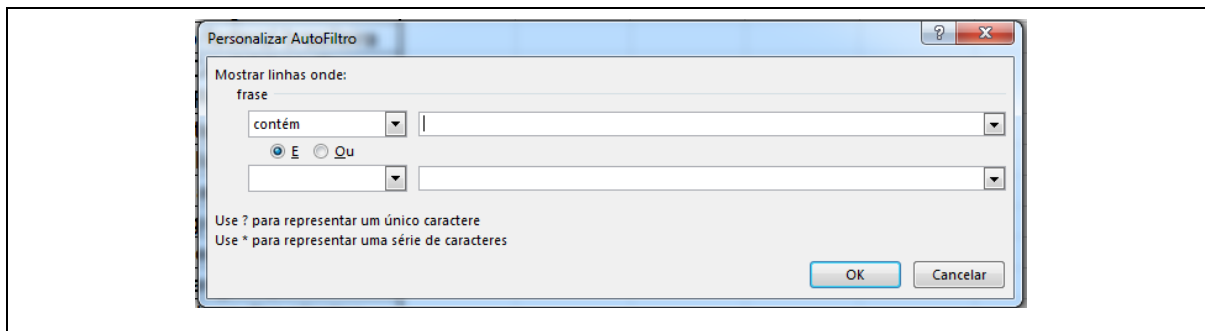 Personalizar AutoFiltro
Mostrar linhas onde:
frase
contém
E Ou
Use ? para representar um único caractere
Use * para representar uma série de caracteres
OK Cancelar